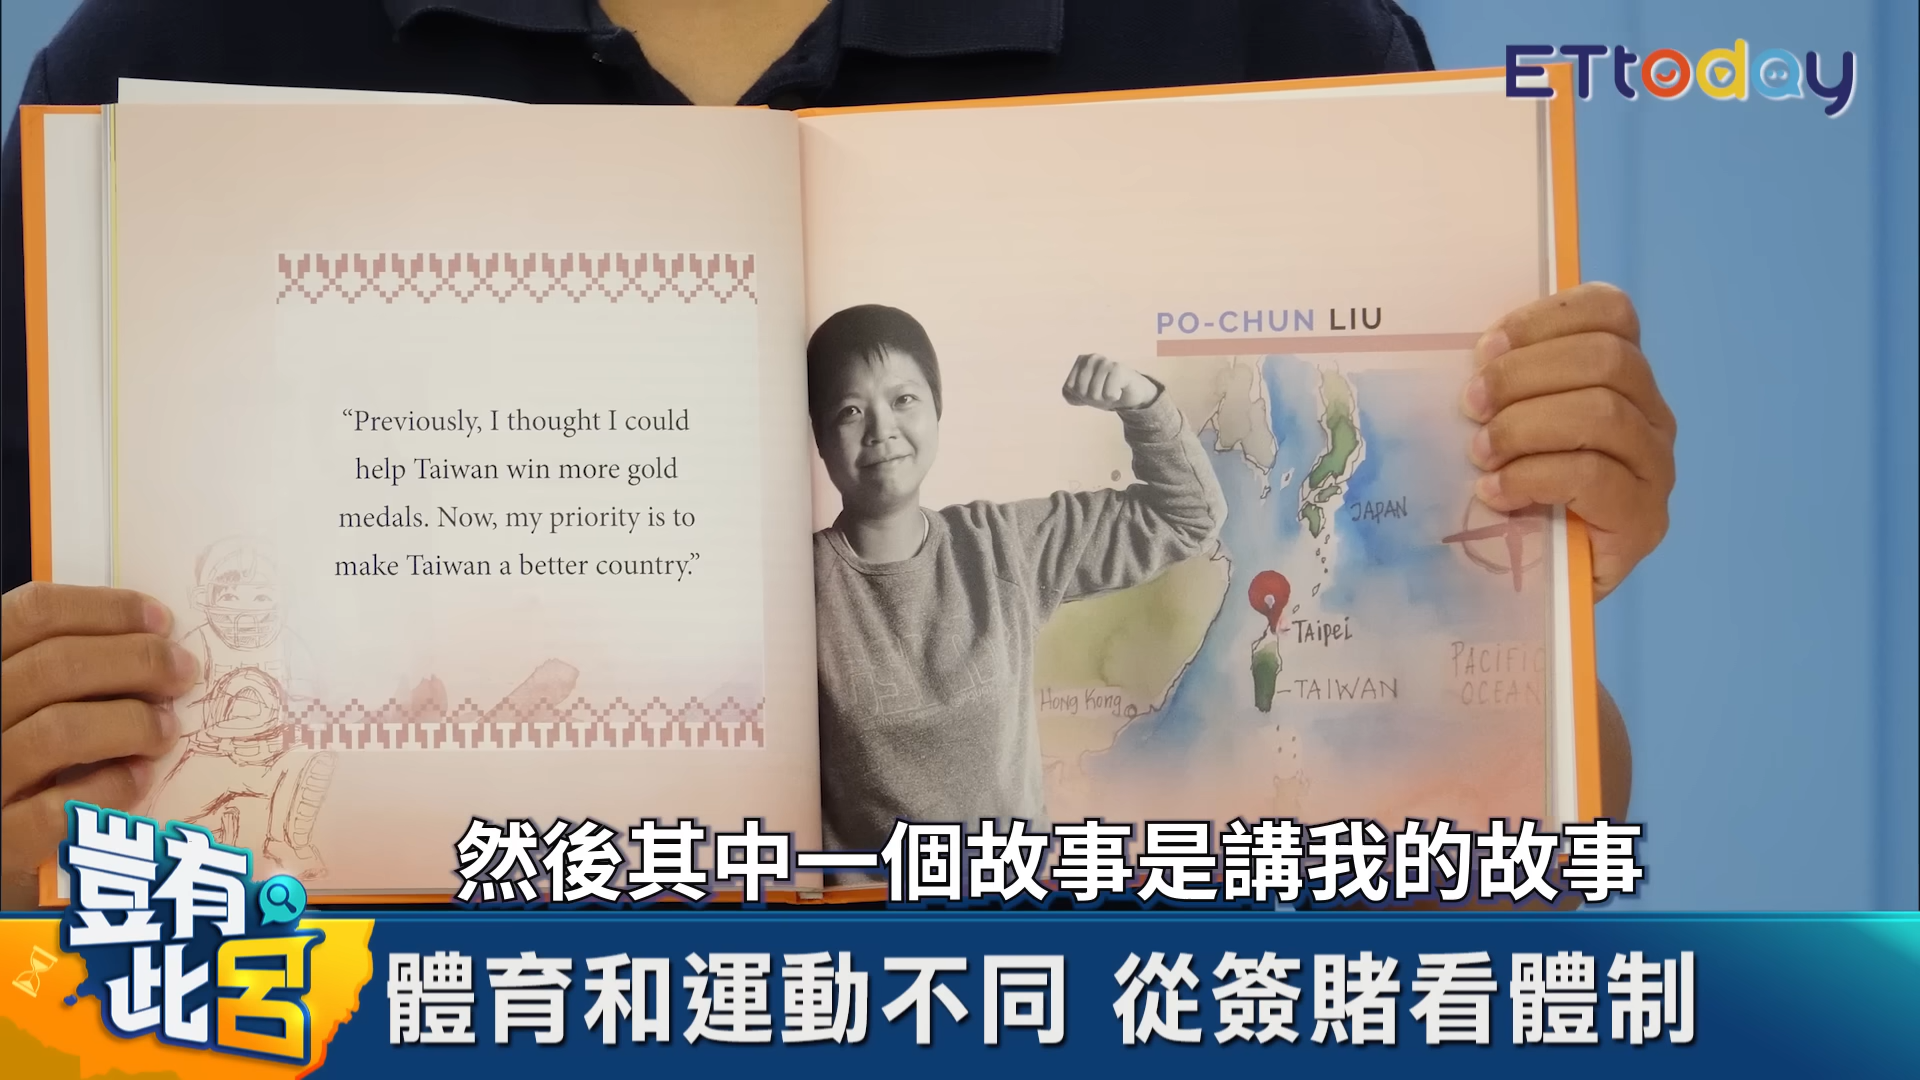 ETtoday
PO-CHUN LIU
“Previously, I thought I could
help Taiwan win more gold
medals. Now, my priority is to
make Taiwan a better country.”
JAPAN
TAipei
TAIWAN
Hong Kong
PACIFIC
OCEAN
然後其中一個故事是講我的故事
豈有
此呂
體育和運動不同 從簽賭看體制